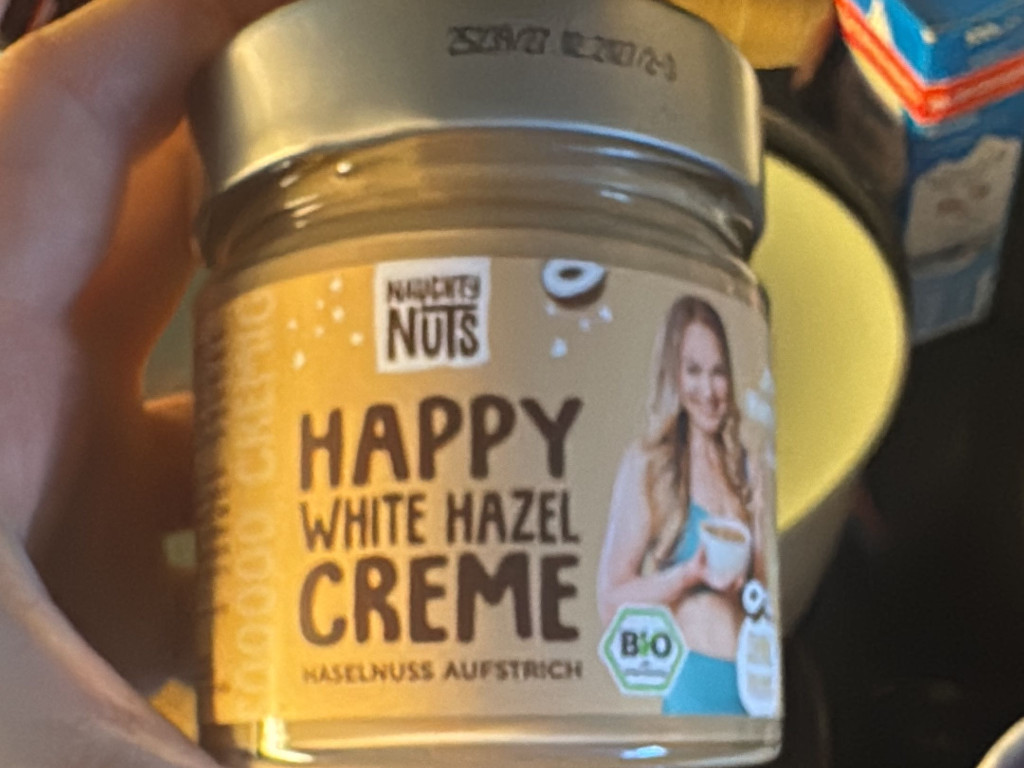 NAUGHTY
NUTS
HAPPY
WHITE HAZEL
CREME
HASELNUSS AUFSTRICH
BIO